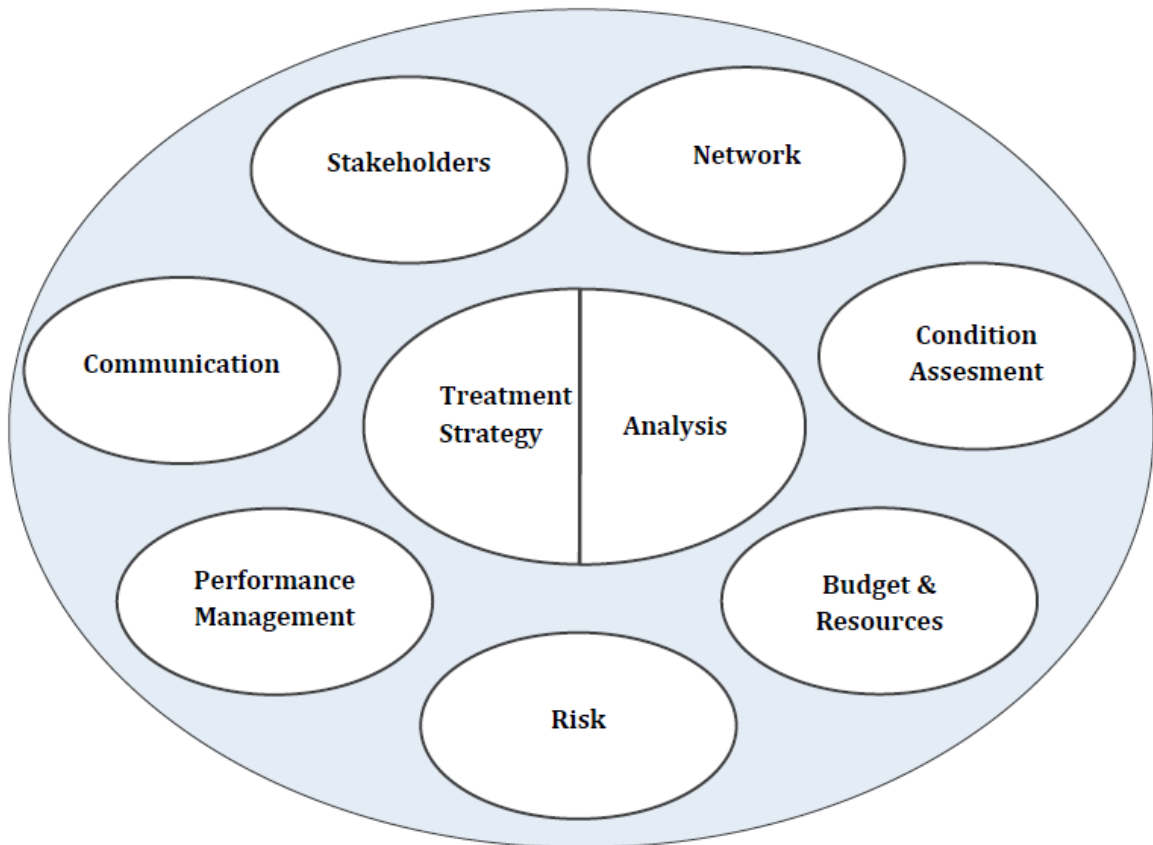 Stakeholders
Network
Communication
Condition
Assesment
Treatment
Strategy
Analysis
Performance
Management
Budget &
Resources
Risk